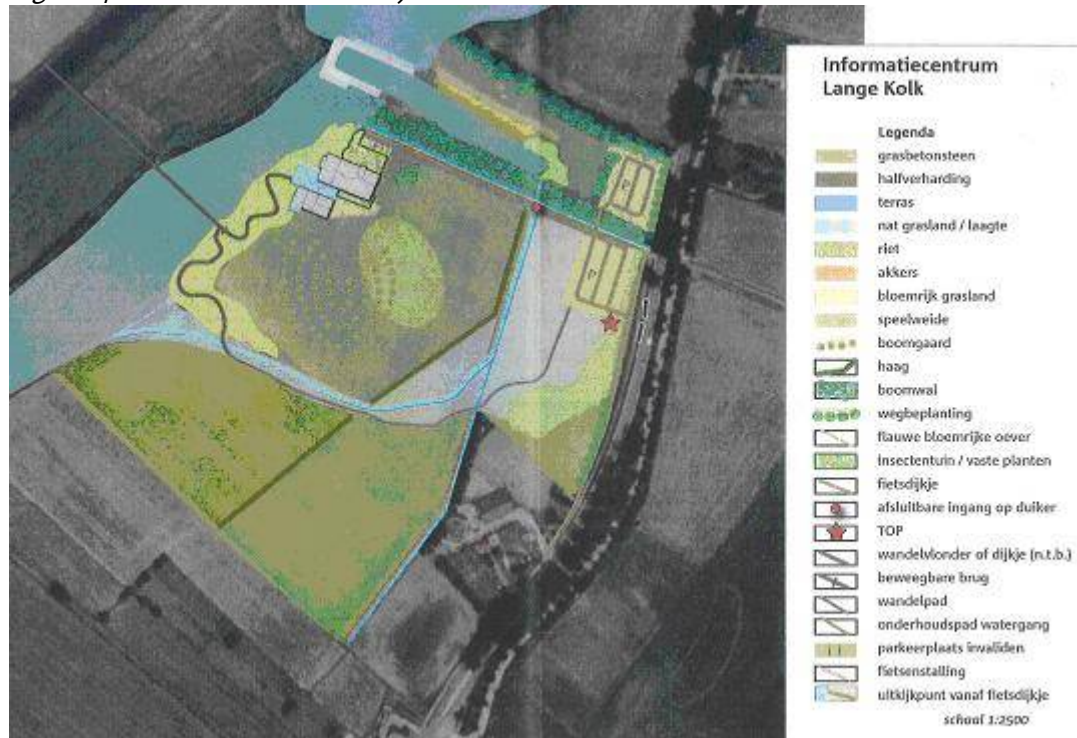 Informatiecentrum
Lange Kolk
Legenda
grasbetonsteen
halfverharding
terras
nat grasland / laagte
riet
akkers
bloemrijk grasland
speelweide
boomgaard
haag
boomwal
wegbeplanting
flauwe bloemrijke oever
insectentuin / vaste planten
fietsdijkje
afsluitbare ingang op duiker
TOP
wandelvlonder of dijkje (n.t.b.)
beweegbare brug
wandelpad
onderhoudspad watergang
parkeerplaats invaliden
fietsenstalling
uitkijkpunt vanaf fietsdijkje
schaal 1:2500